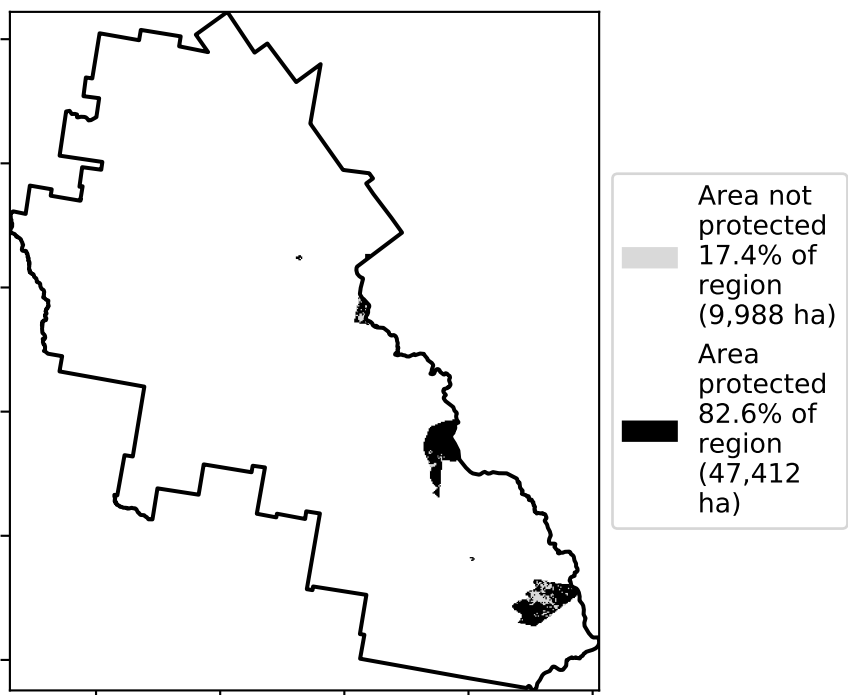 Area not
protected
17.4% of
region
(9,988 ha)
Area
protected
82.6% of
region
(47,412
ha)